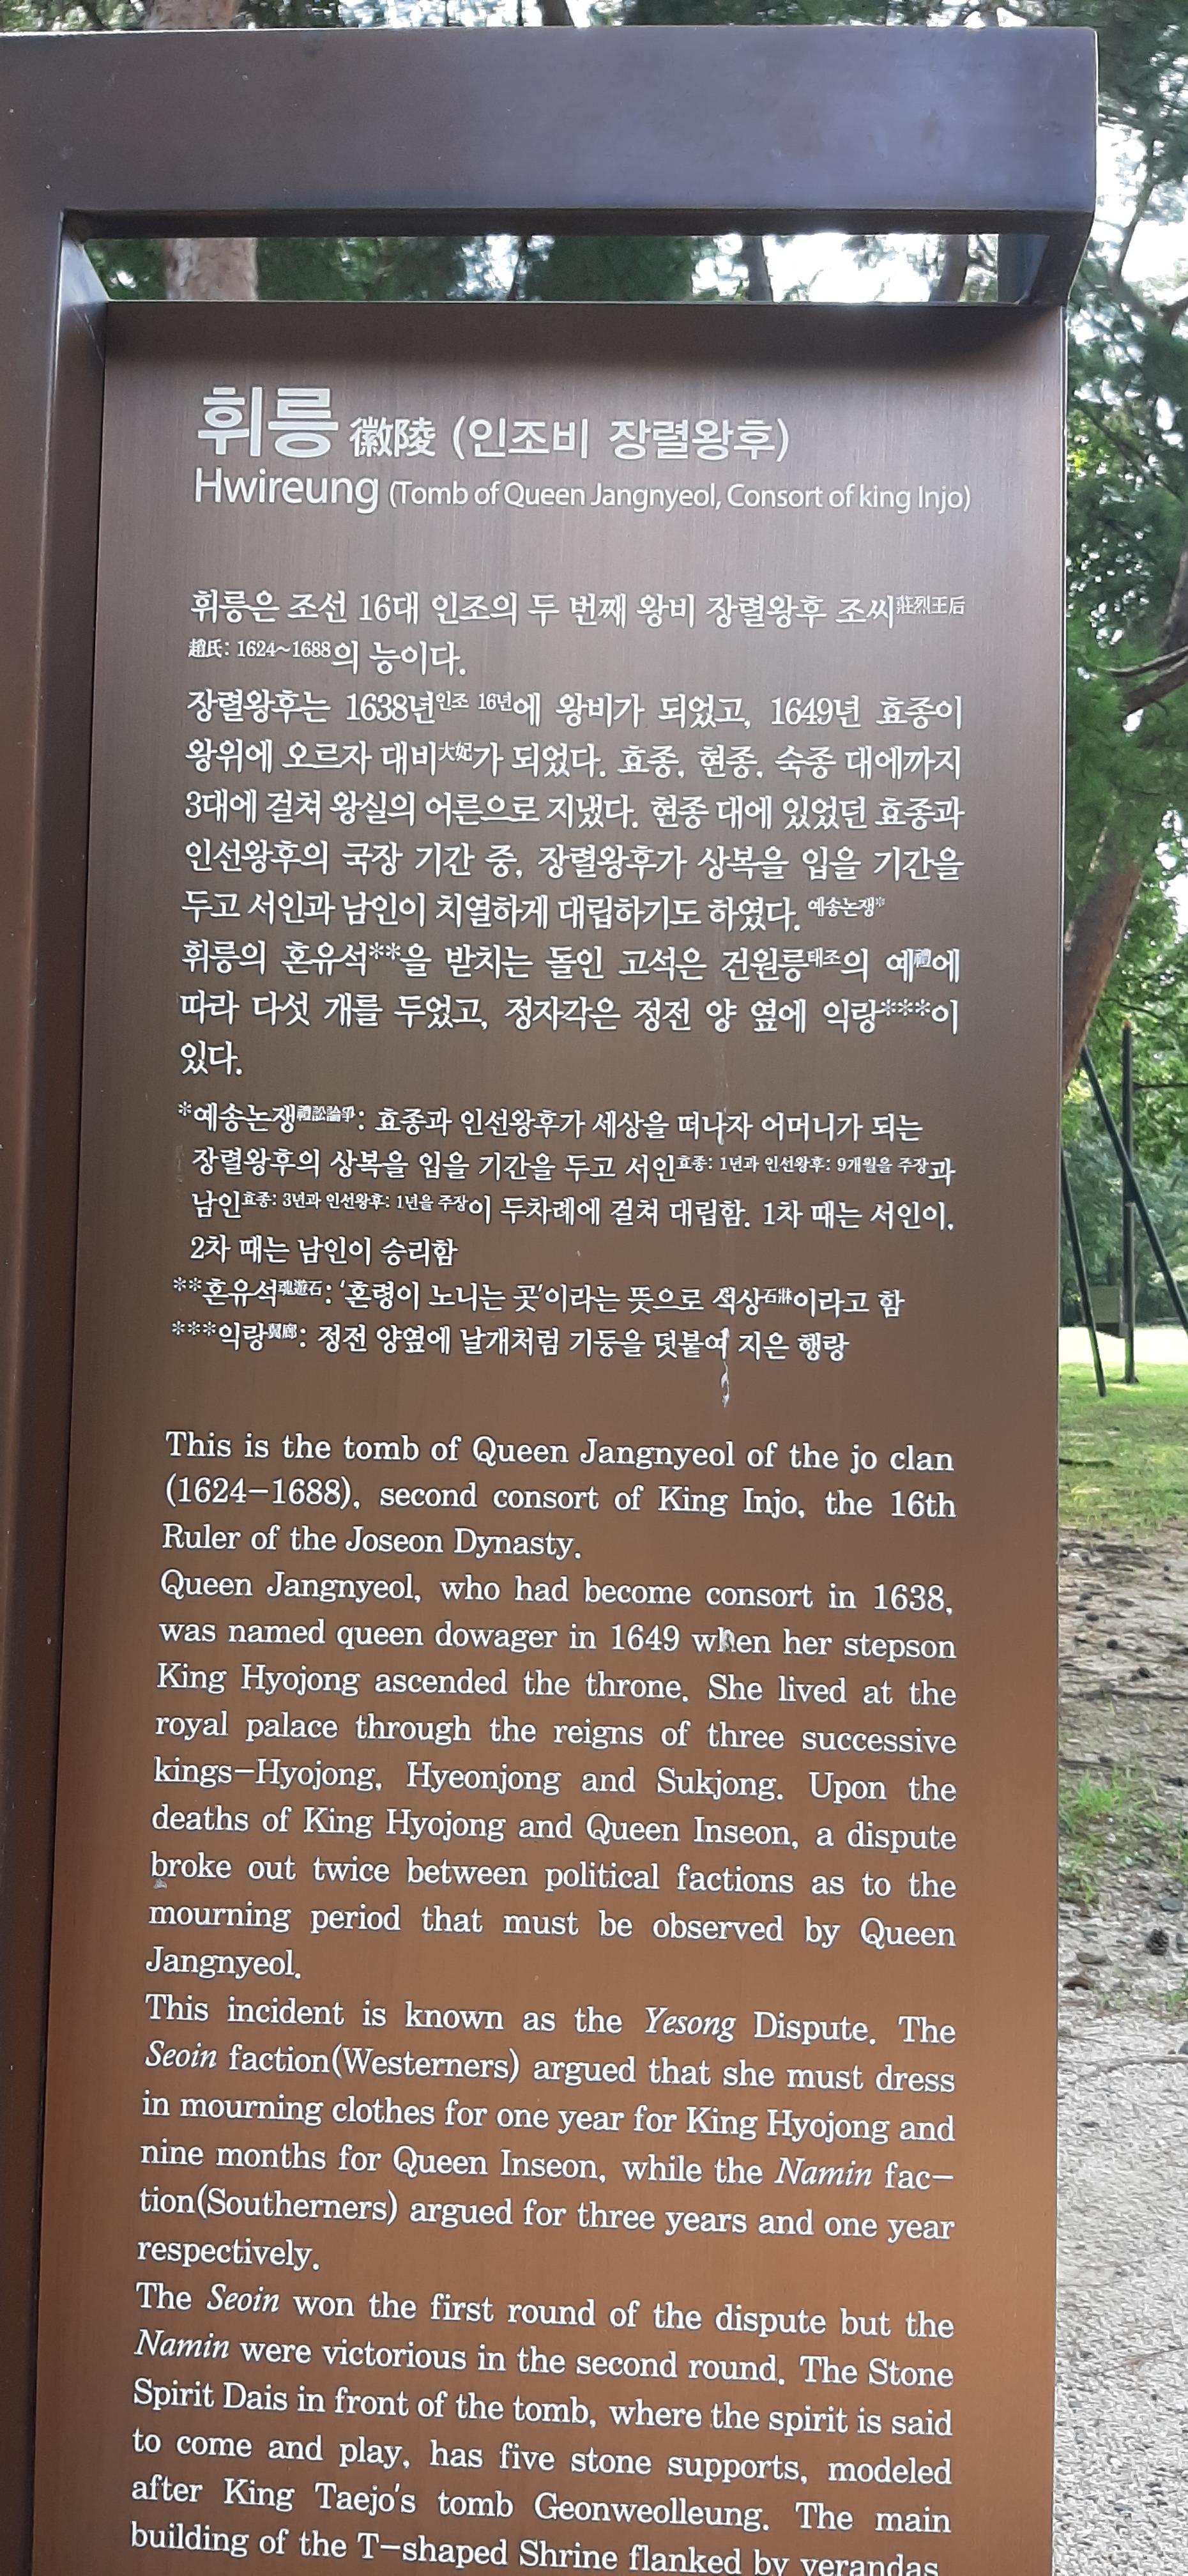 휘릉 徽陵 (인조비 장렬왕후)
Hwireung (Tomb of Queen Jangnyeol, Consort of king Injo)
휘릉은 조선 16대 인조의 두 번째 왕비 장렬왕후 조씨莊烈王后
趙氏: 1624~1688의 능이다.
장렬왕후는 1638년인조 16년에 왕비가 되었고, 1649년 효종이
왕위에 오르자 대비大妃가 되었다. 효종, 현종, 숙종 대에까지
3대에 걸쳐 왕실의 어른으로 지냈다. 현종 대에 있었던 효종과
인선왕후의 국장 기간 중, 장렬왕후가 상복을 입을 기간을
두고 서인과 남인이 치열하게 대립하기도 하였다. 예송논쟁*
휘릉의 혼유석**을 받치는 돌인 고석은 건원릉태조의 예禮에
따라 다섯 개를 두었고, 정자각은 정전 양 옆에 익랑***이
있다.
*예송논쟁禮訟論爭: 효종과 인선왕후가 세상을 떠나자 어머니가 되는
장렬왕후의 상복을 입을 기간을 두고 서인효종: 1년과 인선왕후: 9개월을 주장과
남인효종: 3년과 인선왕후: 1년을 주장이 두차례에 걸쳐 대립함. 1차 때는 서인이,
2차 때는 남인이 승리함
**혼유석魂遊石: ‘혼령이 노니는 곳’이라는 뜻으로 석상石牀이라고 함
***익랑翼廊: 정전 양옆에 날개처럼 기둥을 덧붙여 지은 행랑
This is the tomb of Queen Jangnyeol of the jo clan
(1624-1688), second consort of King Injo, the 16th
Ruler of the Joseon Dynasty.
Queen Jangnyeol, who had become consort in 1638,
was named queen dowager in 1649 when her stepson
King Hyojong ascended the throne. She lived at the
royal palace through the reigns of three successive
kings-Hyojong, Hyeonjong and Sukjong. Upon the
deaths of King Hyojong and Queen Inseon, a dispute
broke out twice between political factions as to the
mourning period that must be observed by Queen
Jangnyeol.
This incident is known as the Yesong Dispute. The
Seoin faction(Westerners) argued that she must dress
in mourning clothes for one year for King Hyojong and
nine months for Queen Inseon, while the Namin fac-
tion(Southerners) argued for three years and one year
respectively.
The Seoin won the first round of the dispute but the
Namin were victorious in the second round. The Stone
Spirit Dais in front of the tomb, where the spirit is said
to come and play, has five stone supports, modeled
after King Taejo's tomb Geonweolleung. The main
building of the T-shaped Shrine flanked by verandas